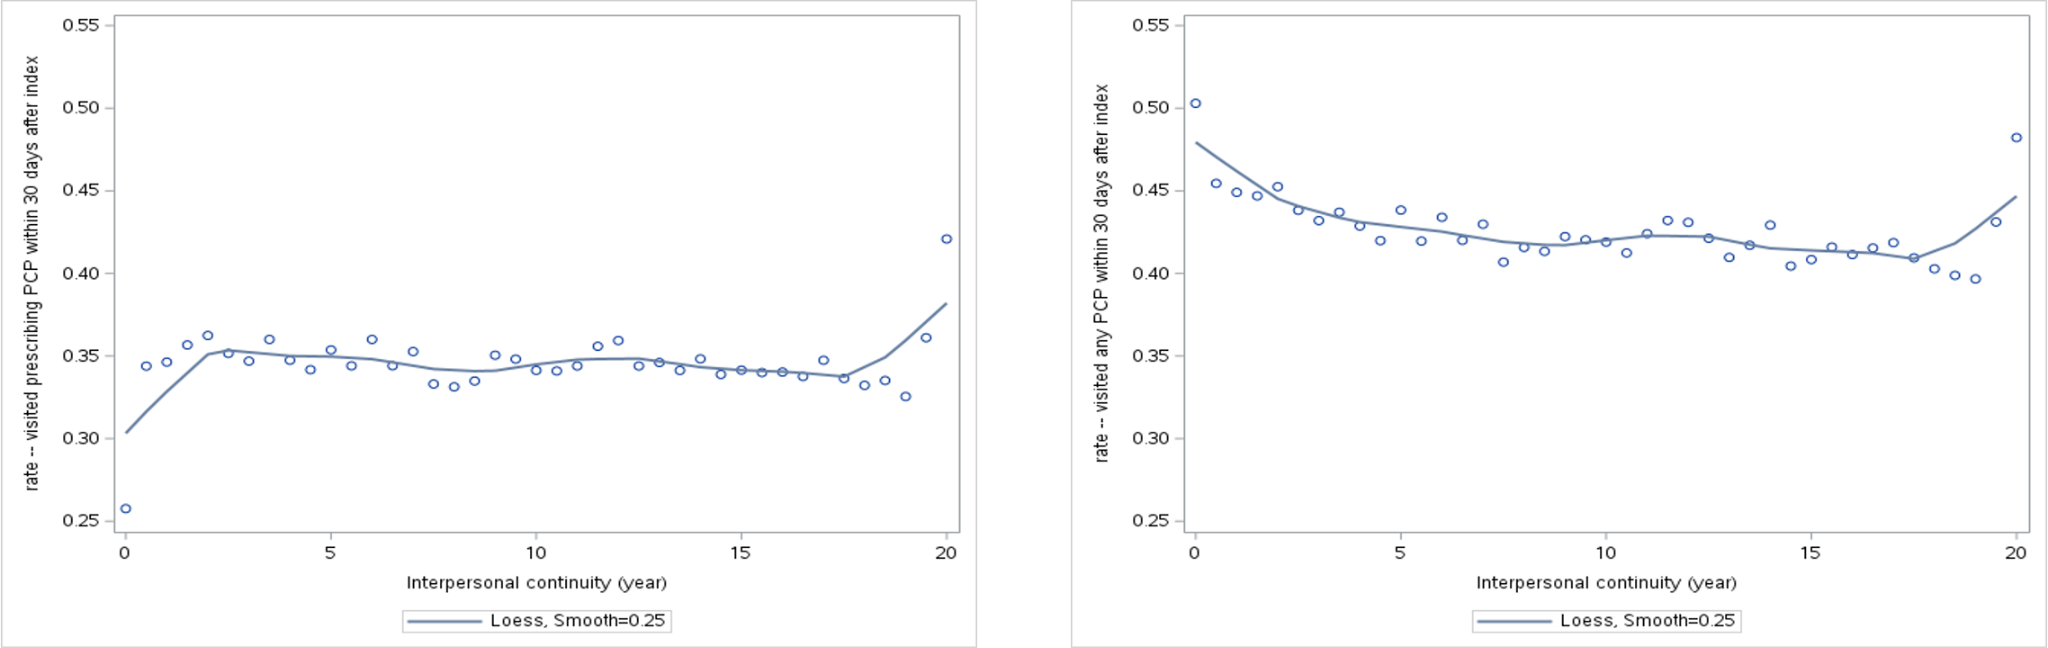 rate -- visited prescribing PCP within 30 days after index
0.55
0.50
0.45
0.40
0.35
0.30
0.25
0 5 10 15 20
Interpersonal continuity (year)
Loess, Smooth=0.25
rate -- visited any PCP within 30 days after index
0.55
0.50
0.45
0.40
0.35
0.30
0.25
0 5 10 15 20
Interpersonal continuity (year)
Loess, Smooth=0.25